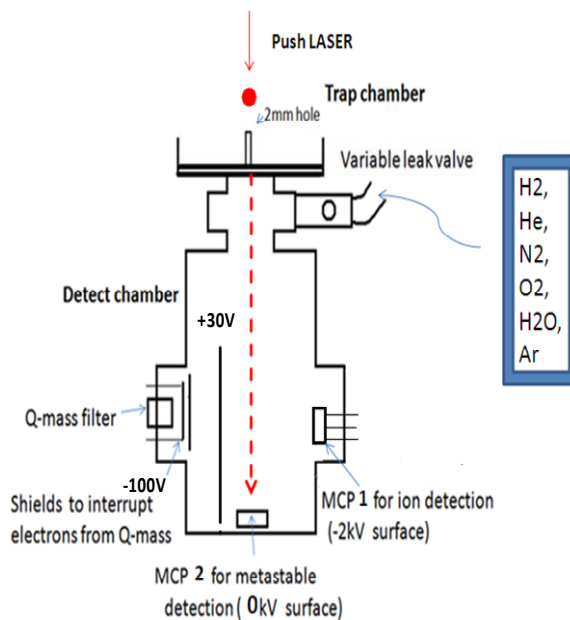 Push LASER
Trap chamber
2mm hole
Variable leak valve
H2,
He,
N2,
O2,
H2O,
Ar
Detect chamber
+30V
Q-mass filter
-100V
Shields to interrupt
electrons from Q-mass
MCP 1 for ion detection
(-2kV surface)
MCP 2 for metastable
detection ( 0kV surface)